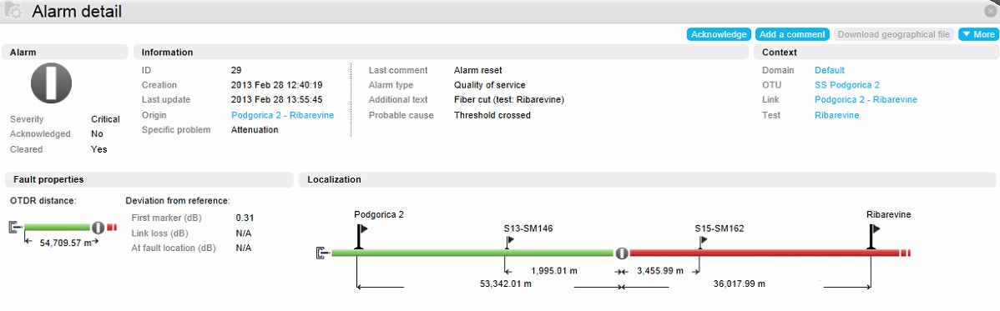 Alarm detail
Acknowledge Add a comment Download geographical file More
Alarm Information Context
ID 29 Last comment Alarm reset Domain Default
Creation 2013 Feb 28 12:40:19 Alarm type Quality of service OTU SS Podgorica 2
Last update 2013 Feb 28 13:55:45 Additional text Fiber cut (test: Ribarevine) Link Podgorica 2 - Ribarevine
Severity Critical Origin Podgorica 2 - Ribarevine Probable cause Threshold crossed Test Ribarevine
Acknowledged No Specific problem Attenuation
Cleared Yes
Fault properties Localization
OTDR distance: Deviation from reference:
First marker (dB) 0.31 Podgorica 2 Ribarevine
Link loss (dB) N/A S13-SM146 S15-SM162
54,709.57 m At fault location (dB) N/A
1,995.01 m 3,455.99 m
53,342.01 m 36,017.99 m